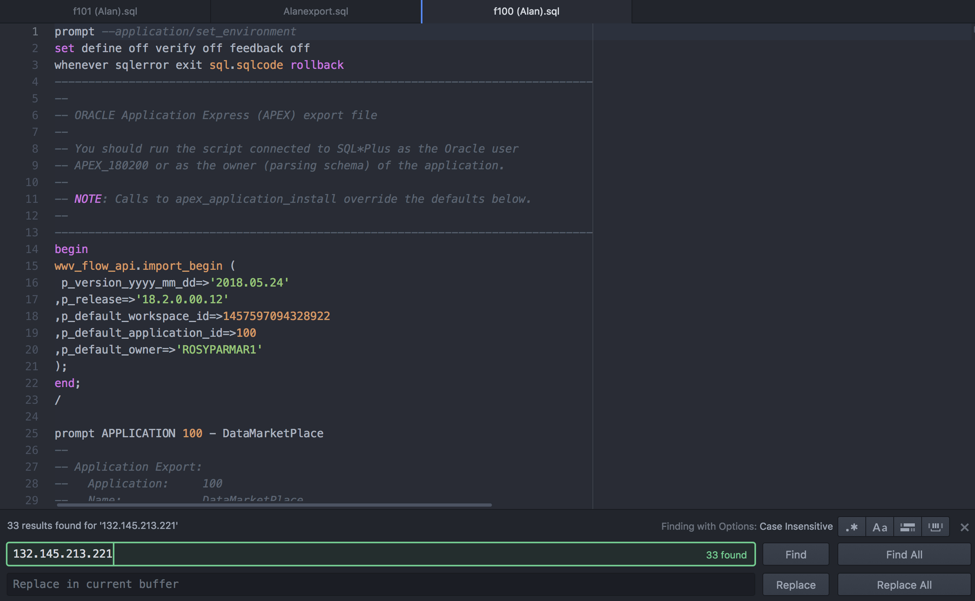 f101 (Alan).sql Alanexport.sql f100 (Alan).sql
1 prompt --application/set_environment
2 set define off verify off feedback off
3 whenever sqlerror exit sql.sqlcode rollback
4 --------------------------------------------------------------------------------
5 --
6 -- ORACLE Application Express (APEX) export file
7 --
8 -- You should run the script connected to SQL*Plus as the Oracle user
9 -- APEX_180200 or as the owner (parsing schema) of the application.
10 --
11 -- NOTE: Calls to apex_application_install override the defaults below.
12 --
13 --------------------------------------------------------------------------------
14 begin
15 wwv_flow_api.import_begin (
16  p_version_yyyy_mm_dd=>'2018.05.24'
17 ,p_release=>'18.2.0.00.12'
18 ,p_default_workspace_id=>1457597094328922
19 ,p_default_application_id=>100
20 ,p_default_owner=>'ROSYPARMAR1'
21 );
22 end;
23 /
24
25 prompt APPLICATION 100 - DataMarketPlace
26 --
27 -- Application Export:
28 --   Application:     100
29 --   Name:            DataMarketPlace
33 results found for '132.145.213.221' Finding with Options: Case Insensitive .* Aa
132.145.213.221 33 found Find Find All
Replace in current buffer Replace Replace All